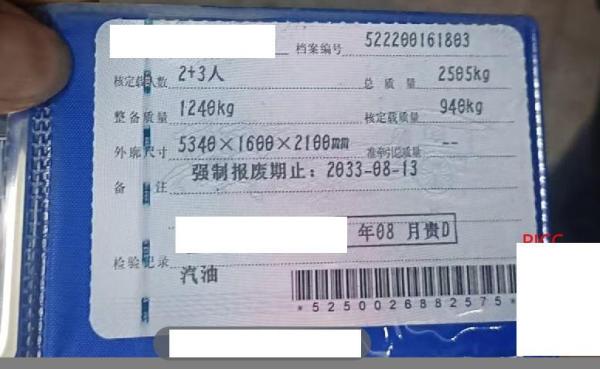 档案编号 522200161803
核定载人数 2+3人 总质量 2505kg
整备质量 1240kg 核定载质量 940kg
外廓尺寸 5340×1600×2100mm 准牵引总质量 --
备注 强制报废期止：2033-08-13
年08月贵D
检验记录
汽油
*5250026882575*
PICC